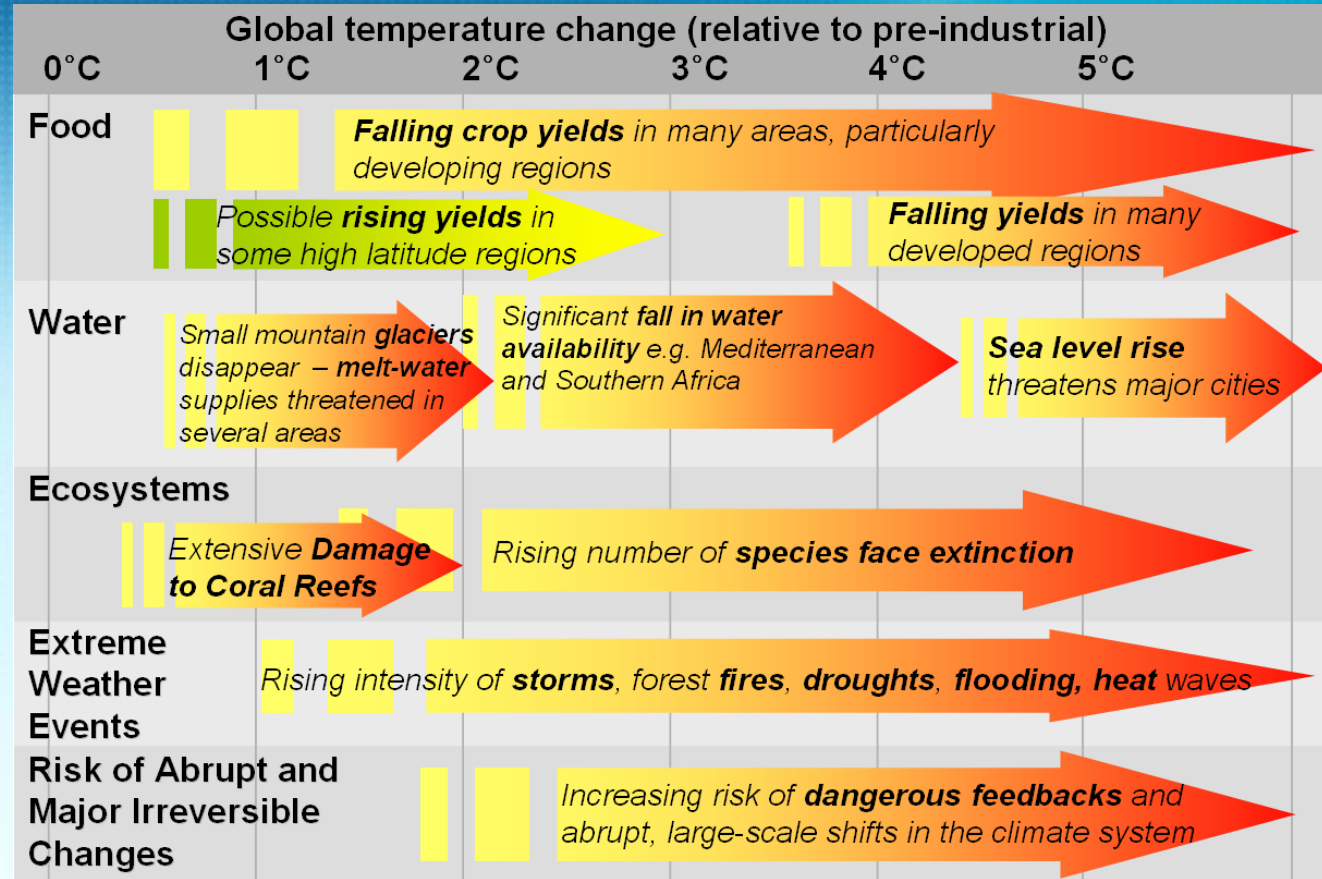 Global temperature change (relative to pre-industrial)
0°C 1°C 2°C 3°C 4°C 5°C
Food
Falling crop yields in many areas, particularly
developing regions
Possible rising yields in
some high latitude regions
Falling yields in many
developed regions
Water
Small mountain glaciers
disappear – melt-water
supplies threatened in
several areas
Significant fall in water
availability e.g. Mediterranean
and Southern Africa
Sea level rise
threatens major cities
Ecosystems
Extensive Damage
to Coral Reefs
Rising number of species face extinction
Extreme
Weather
Events
Rising intensity of storms, forest fires, droughts, flooding, heat waves
Risk of Abrupt and
Major Irreversible
Changes
Increasing risk of dangerous feedbacks and
abrupt, large-scale shifts in the climate system